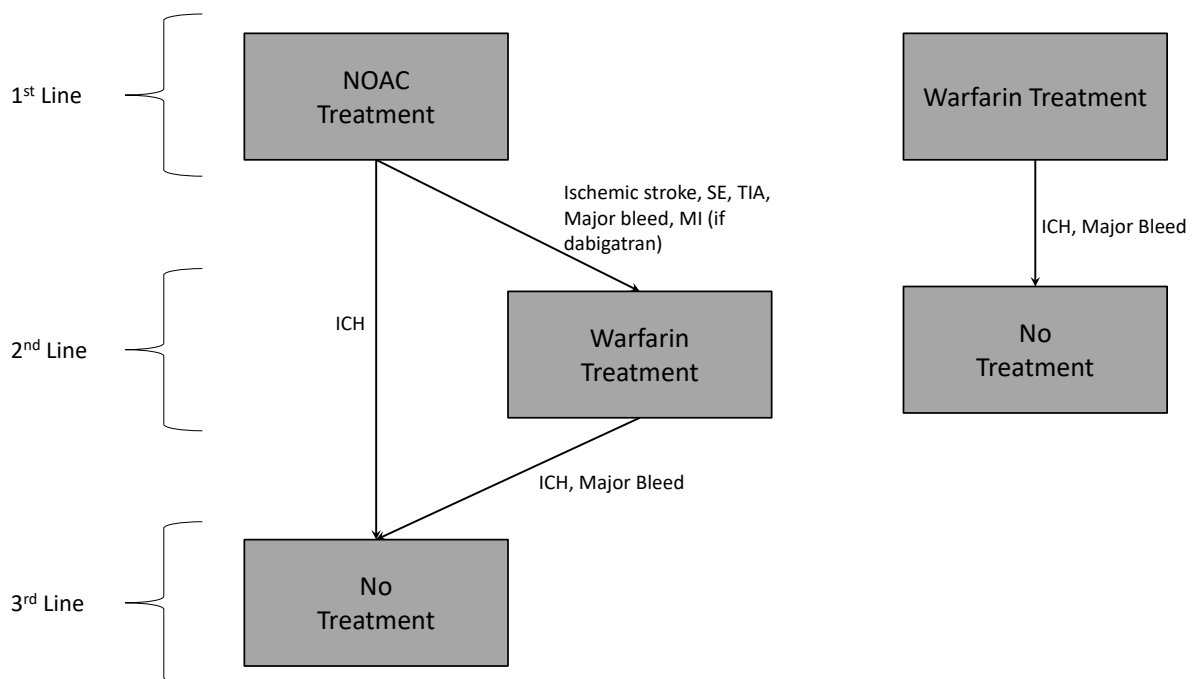 1st Line
NOAC
Treatment
Warfarin Treatment
Ischemic stroke, SE, TIA,
Major bleed, MI (if
dabigatran)
ICH, Major Bleed
ICH
2nd Line
Warfarin
Treatment
No
Treatment
ICH, Major Bleed
3rd Line
No
Treatment